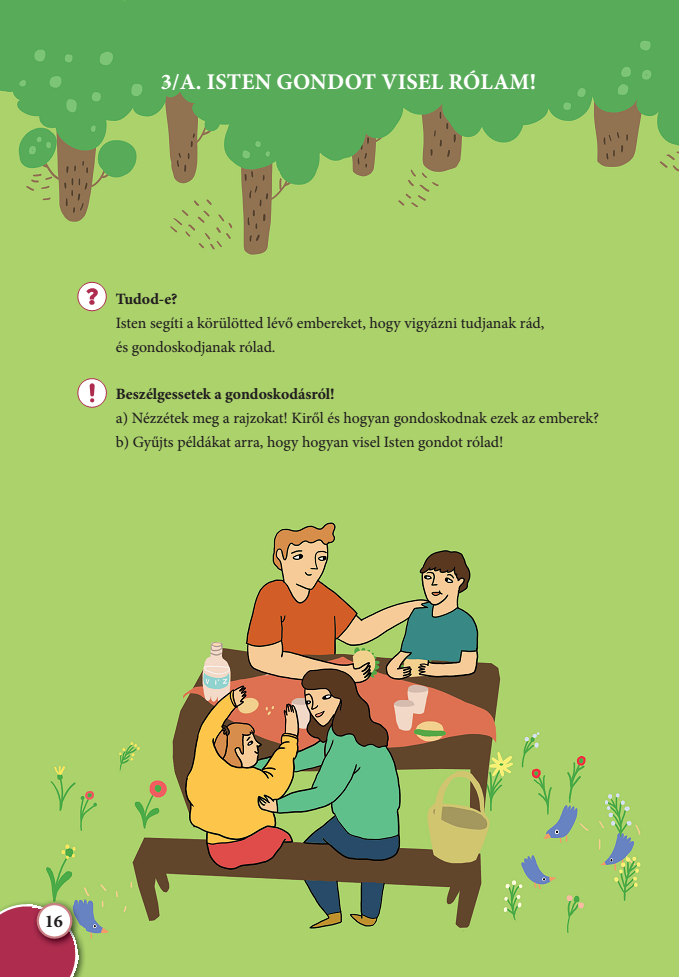 3/A. ISTEN GONDOT VISEL RÓLAM!
?
Tudod-e?
Isten segíti a körülötted lévő embereket, hogy vigyázni tudjanak rád,
és gondoskodjanak rólad.
!
Beszélgessetek a gondoskodásról!
a) Nézzétek meg a rajzokat! Kiről és hogyan gondoskodnak ezek az emberek?
b) Gyűjts példákat arra, hogy hogyan visel Isten gondot rólad!
VÍZ
16